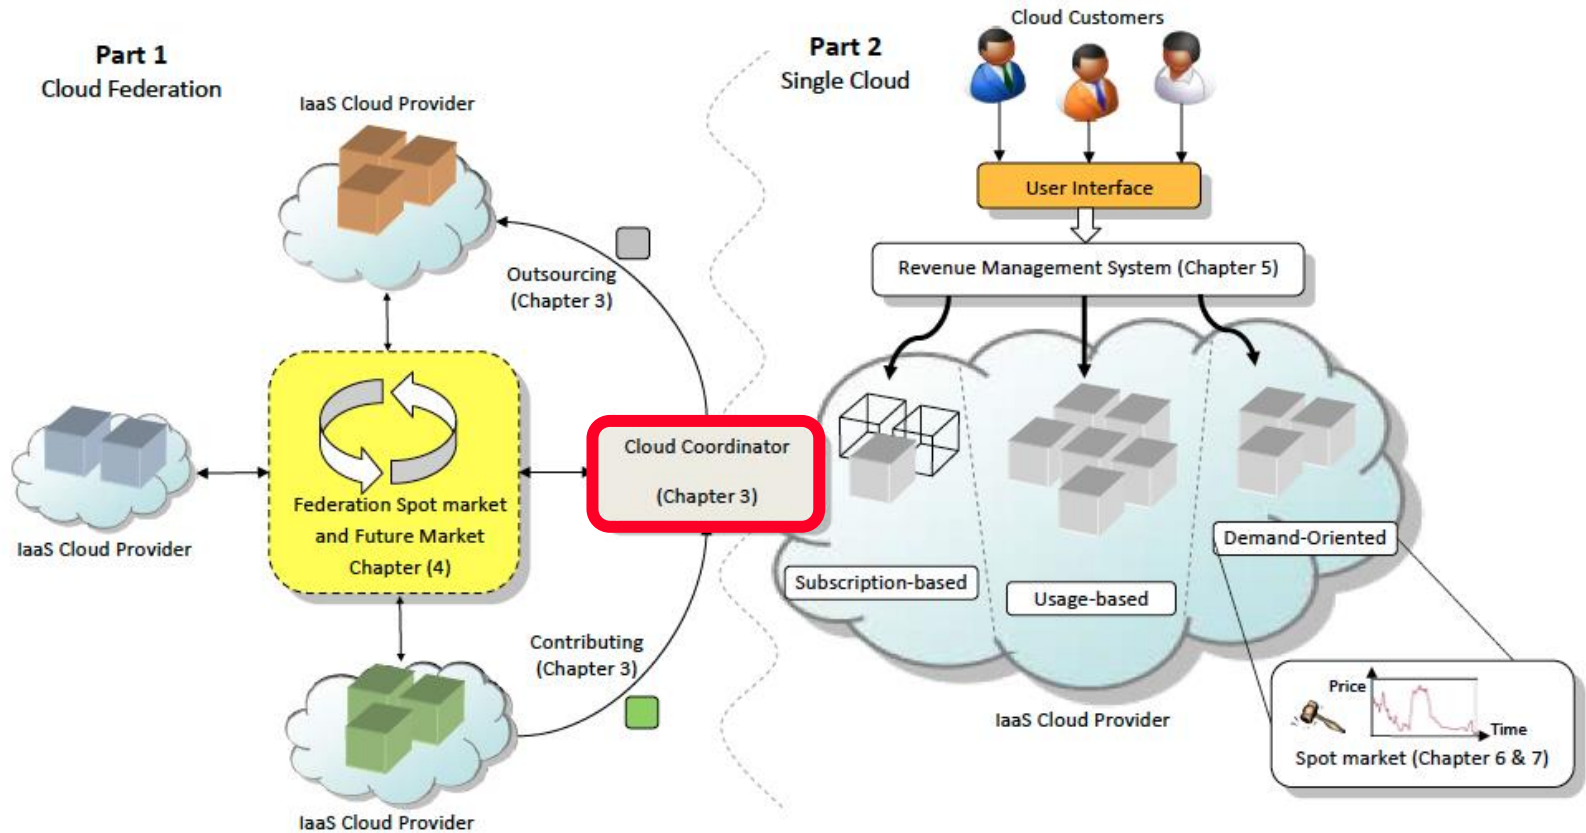 Part 1
Cloud Federation
IaaS Cloud Provider
Outsourcing
(Chapter 3)
Federation Spot market
and Future Market
Chapter (4)
IaaS Cloud Provider
Cloud Coordinator
(Chapter 3)
Contributing
(Chapter 3)
IaaS Cloud Provider
Part 2
Single Cloud
Cloud Customers
User Interface
Revenue Management System (Chapter 5)
Subscription-based
Usage-based
Demand-Oriented
IaaS Cloud Provider
Price
Time
Spot market (Chapter 6 & 7)